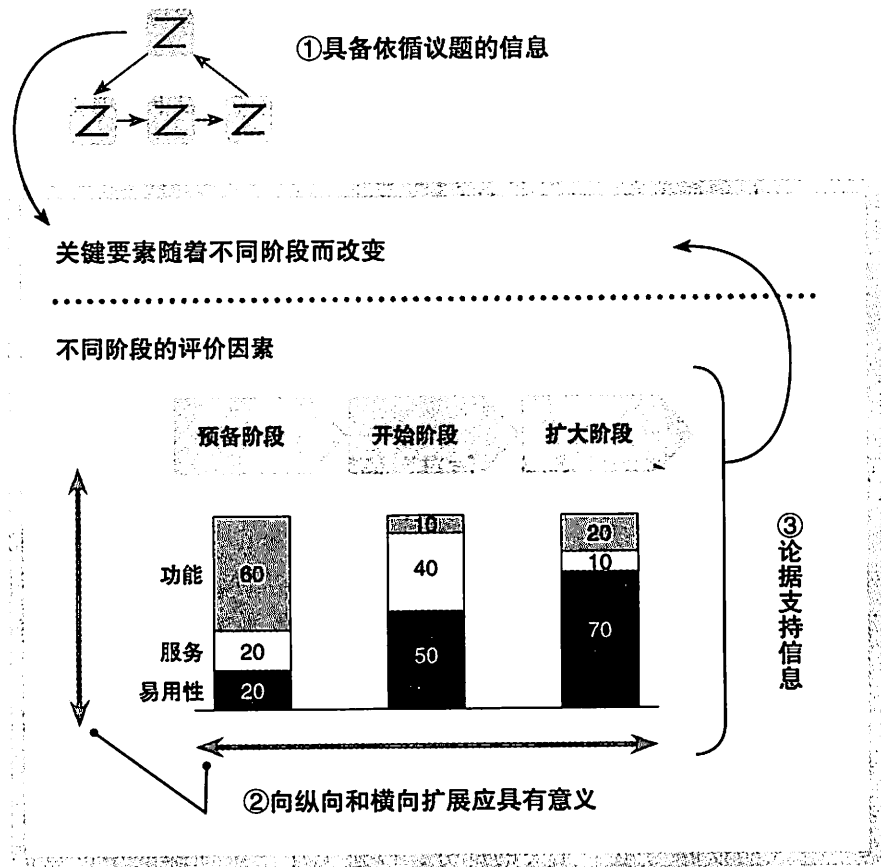 Z
①具备依循议题的信息
Z Z Z
关键要素随着不同阶段而改变
不同阶段的评价因素
预备阶段 开始阶段 扩大阶段
功能 60 10 20
40 10
服务 20 50 70
易用性 20
③论据支持信息
②向纵向和横向扩展应具有意义